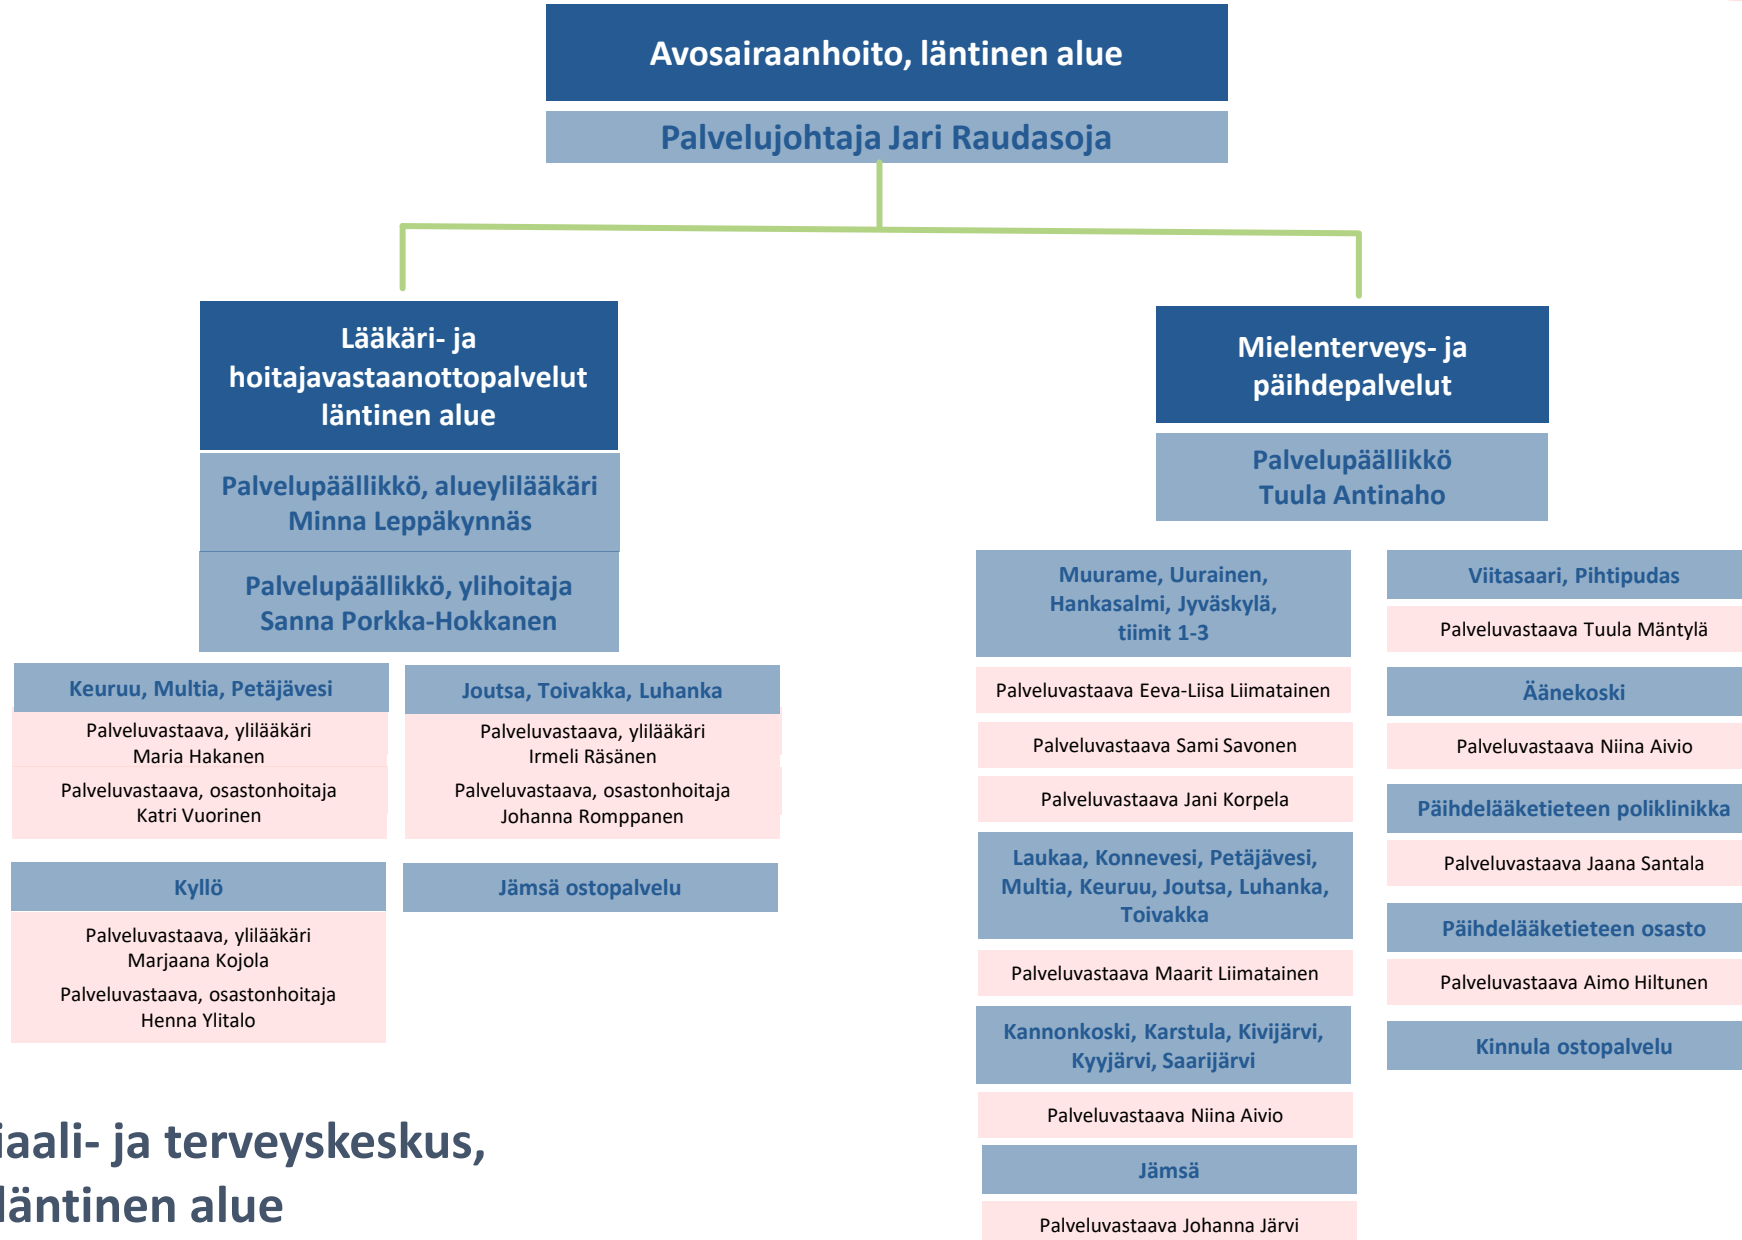 Avosairaanhoito, läntinen alue
Palvelujohtaja Jari Raudasoja
Lääkäri- ja
hoitajavastaanottopalvelut
läntinen alue
Palvelupäällikkö, alueylilääkäri
Minna Leppäkynnäs
Palvelupäällikkö, ylihoitaja
Sanna Porkka-Hokkanen
Keuruu, Multia, Petäjävesi
Palveluvastaava, ylilääkäri
Maria Hakanen
Palveluvastaava, osastonhoitaja
Katri Vuorinen
Joutsa, Toivakka, Luhanka
Palveluvastaava, ylilääkäri
Irmeli Räsänen
Palveluvastaava, osastonhoitaja
Johanna Romppanen
Kyllö
Palveluvastaava, ylilääkäri
Marjaana Kojola
Palveluvastaava, osastonhoitaja
Henna Ylitalo
Jämsä ostopalvelu
Mielenterveys- ja
päihdepalvelut
Palvelupäällikkö
Tuula Antinaho
Muurame, Uurainen,
Hankasalmi, Jyväskylä,
tiimit 1-3
Palveluvastaava Eeva-Liisa Liimatainen
Palveluvastaava Sami Savonen
Palveluvastaava Jani Korpela
Laukaa, Konnevesi, Petäjävesi,
Multia, Keuruu, Joutsa, Luhanka,
Toivakka
Palveluvastaava Maarit Liimatainen
Kannonkoski, Karstula, Kivijärvi,
Kyyjärvi, Saarijärvi
Palveluvastaava Niina Aivio
Jämsä
Palveluvastaava Johanna Järvi
Viitasaari, Pihtipudas
Palveluvastaava Tuula Mäntylä
Äänekoski
Palveluvastaava Niina Aivio
Päihdelääketieteen poliklinikka
Palveluvastaava Jaana Santala
Päihdelääketieteen osasto
Palveluvastaava Aimo Hiltunen
Kinnula ostopalvelu
iaali- ja terveyskeskus,
läntinen alue